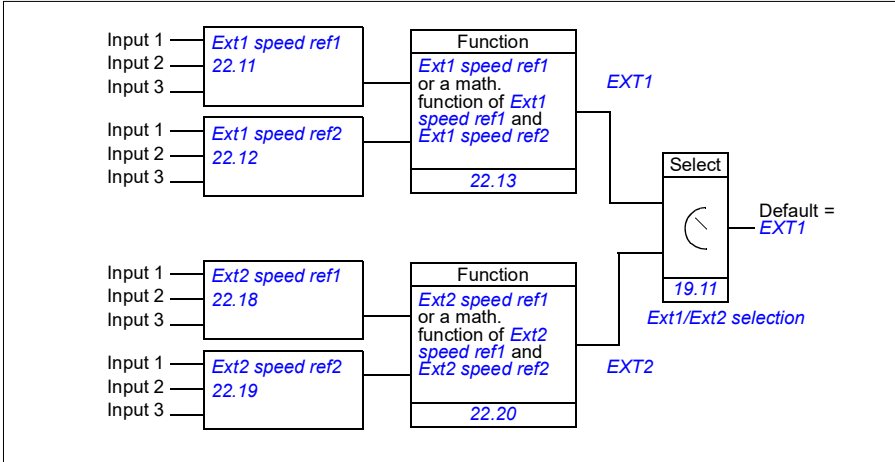 Input 1
Input 2
Input 3
Ext1 speed ref1
22.11
Input 1
Input 2
Input 3
Ext1 speed ref2
22.12
Function
Ext1 speed ref1
or a math.
function of Ext1
speed ref1 and
Ext1 speed ref2
22.13
EXT1
Input 1
Input 2
Input 3
Ext2 speed ref1
22.18
Input 1
Input 2
Input 3
Ext2 speed ref2
22.19
Function
Ext2 speed ref1
or a math.
function of Ext2
speed ref1 and
Ext2 speed ref2
22.20
EXT2
Select
19.11
Ext1/Ext2 selection
Default =
EXT1